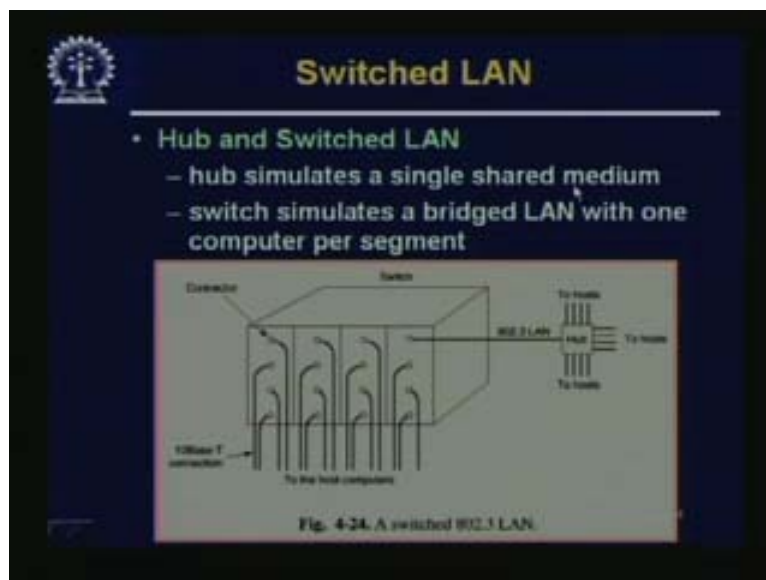 Switched LAN
• Hub and Switched LAN
– hub simulates a single shared medium
– switch simulates a bridged LAN with one
computer per segment
Switch
Connector
To hosts
802.3 LAN
Hub
To hosts
To hosts
10Base-T
connection
To the host computers
Fig. 4-24. A switched 802.3 LAN.